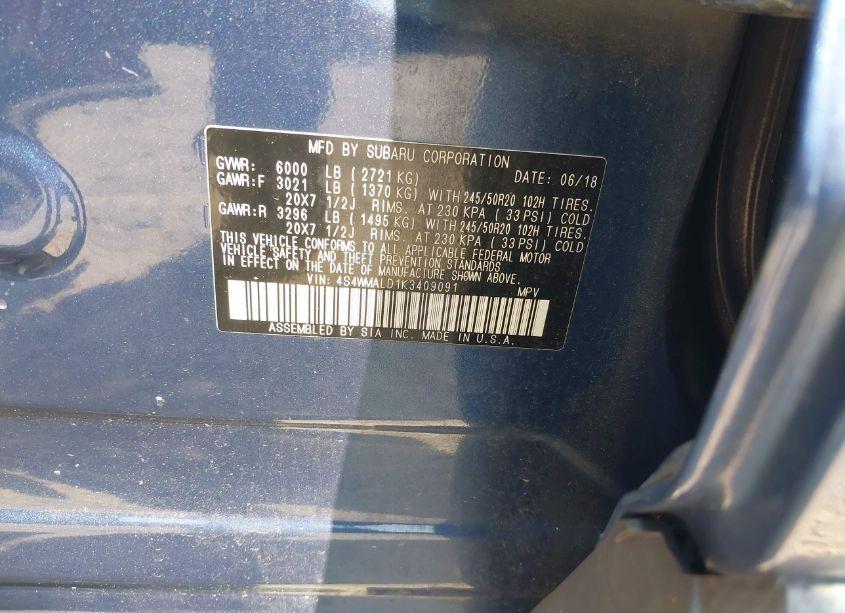 MFD BY SUBARU CORPORATION
GVWR: 6000 LB ( 2721 KG) DATE: 06/18
GAWR:F 3021 LB ( 1370 KG) WITH 245/50R20 102H TIRES.
20X7 1/2J RIMS. AT 230 KPA ( 33 PSI) COLD
GAWR:R 3296 LB ( 1495 KG) WITH 245/50R20 102H TIRES.
20X7 1/2J RIMS. AT 230 KPA ( 33 PSI) COLD
THIS VEHICLE CONFORMS TO ALL APPLICABLE FEDERAL MOTOR
VEHICLE SAFETY AND THEFT PREVENTION STANDARDS
IN EFFECT ON THE DATE OF MANUFACTURE SHOWN ABOVE.
VIN: 4S4WMALD1K3409091 MPV
ASSEMBLED BY SIA INC. MADE IN U.S.A.